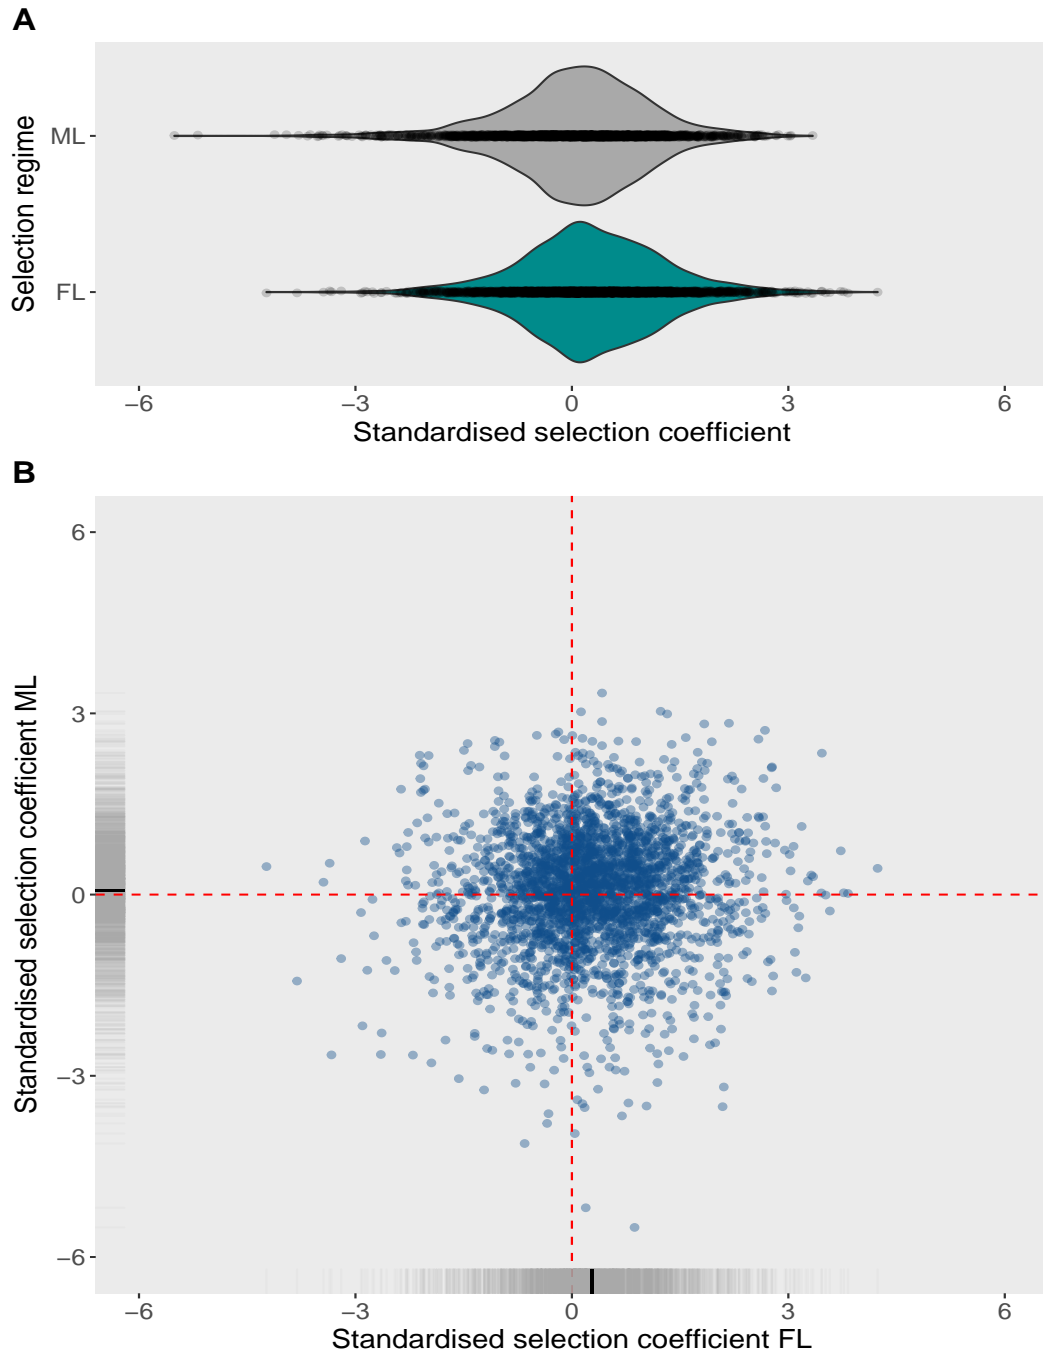 A
Selection regime
ML
FL
−6 −3 0 3 6
Standardised selection coefficient
B
Standardised selection coefficient ML
6
3
0
−3
−6
−6 −3 0 3 6
Standardised selection coefficient FL